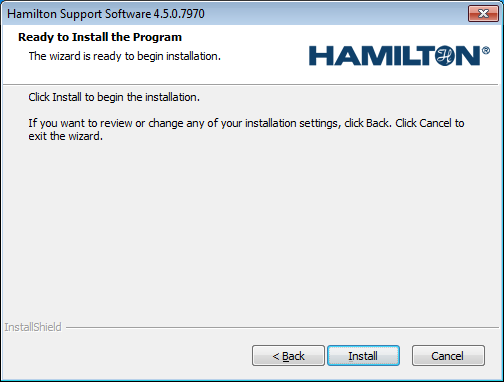 Hamilton Support Software 4.5.0.7970
Ready to Install the Program
The wizard is ready to begin installation.
HAMILTON®
Click Install to begin the installation.
If you want to review or change any of your installation settings, click Back. Click Cancel to
exit the wizard.
InstallShield
< Back
Install
Cancel